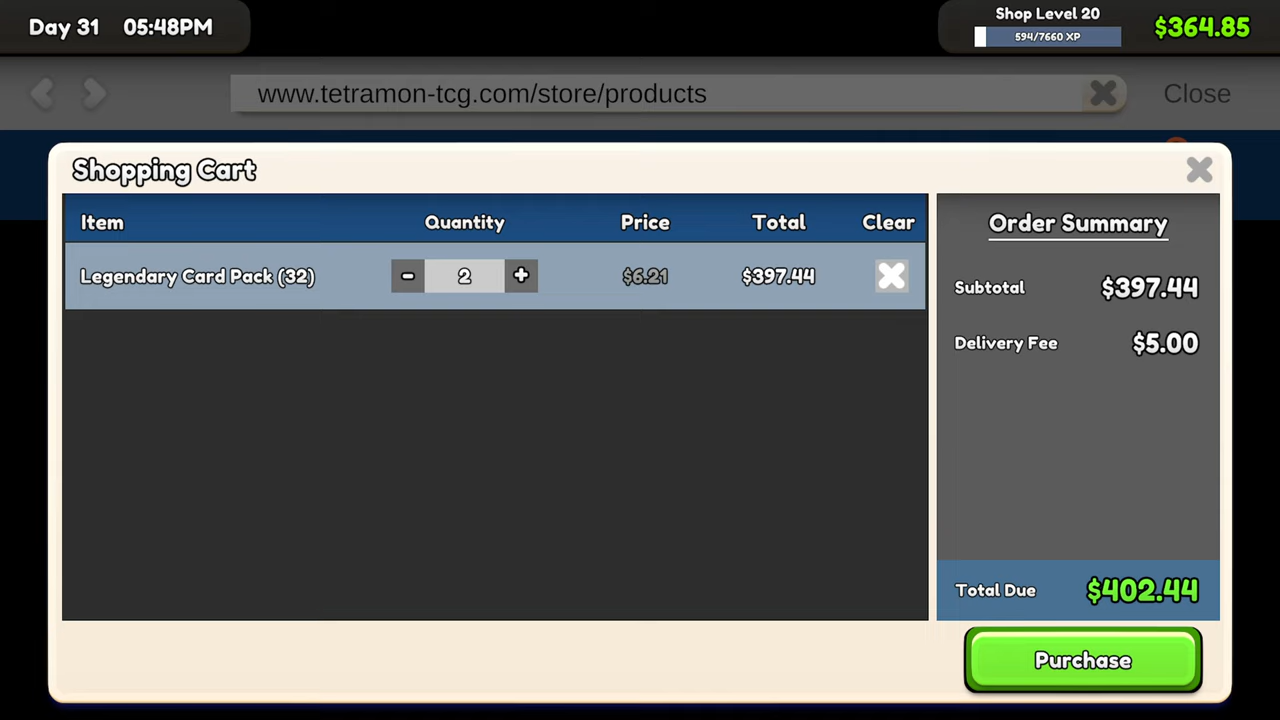 Day 31 05:48PM
Shop Level 20
594/7660 XP
$364.85
www.tetramon-tcg.com/store/products
Close
Shopping Cart
Item Quantity Price Total Clear
Legendary Card Pack (32) - 2 + $6.21 $397.44
Order Summary
Subtotal $397.44
Delivery Fee $5.00
Total Due $402.44
Purchase